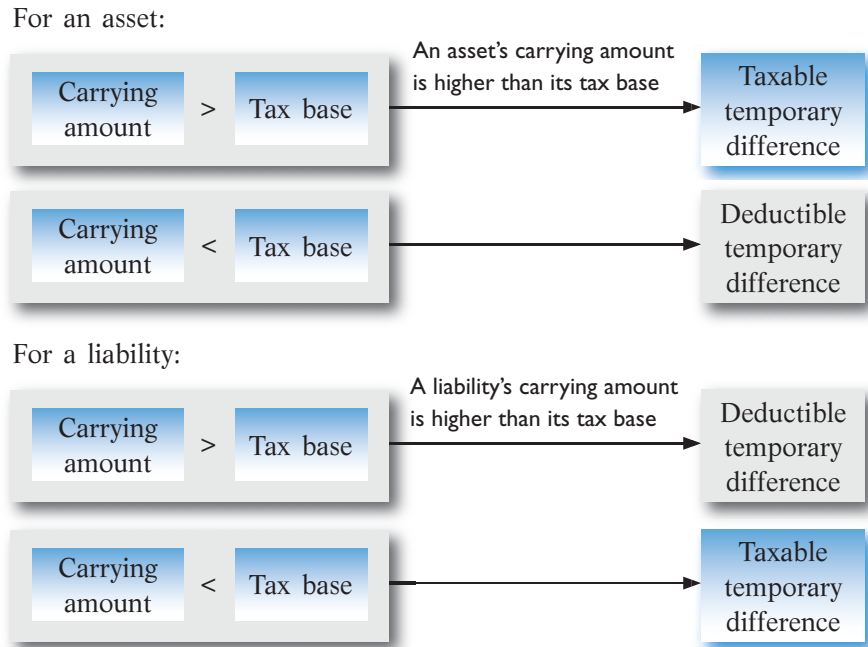 For an asset:
An asset’s carrying amount
is higher than its tax base
Carrying
amount
>
Tax base
Taxable
temporary
difference
Carrying
amount
<
Tax base
Deductible
temporary
difference
For a liability:
A liability’s carrying amount
is higher than its tax base
Carrying
amount
>
Tax base
Deductible
temporary
difference
Carrying
amount
<
Tax base
Taxable
temporary
difference